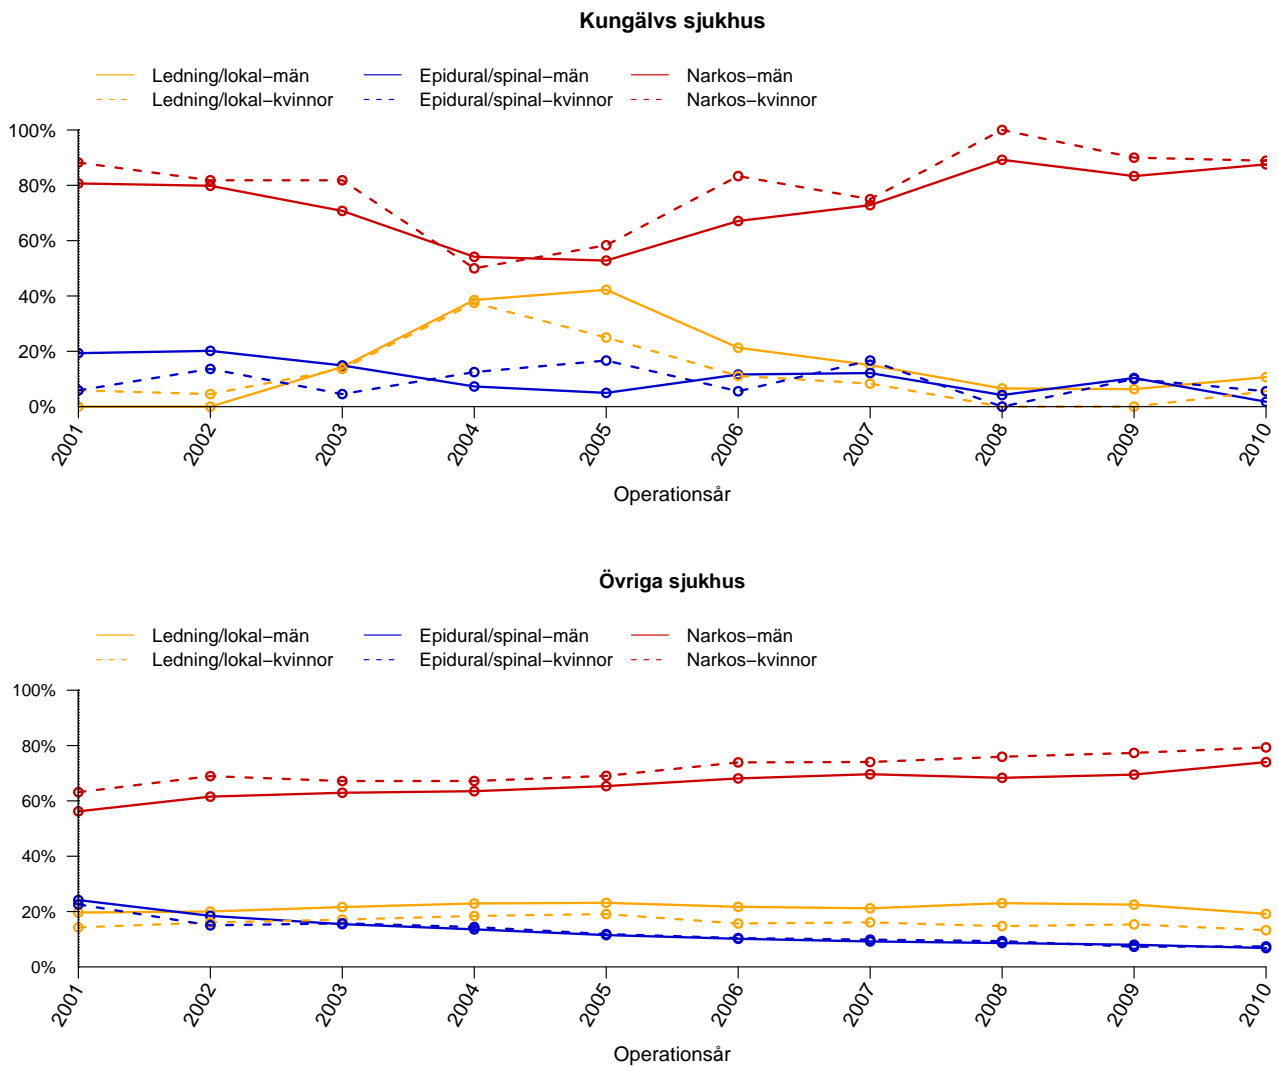 Kungälvs sjukhus
Ledning/lokal−män Epidural/spinal−män Narkos−män
Ledning/lokal−kvinnor Epidural/spinal−kvinnor Narkos−kvinnor
100%
80%
60%
40%
20%
0%
2001 2002 2003 2004 2005 2006 2007 2008 2009 2010
Operationsår
Övriga sjukhus
Ledning/lokal−män Epidural/spinal−män Narkos−män
Ledning/lokal−kvinnor Epidural/spinal−kvinnor Narkos−kvinnor
100%
80%
60%
40%
20%
0%
2001 2002 2003 2004 2005 2006 2007 2008 2009 2010
Operationsår